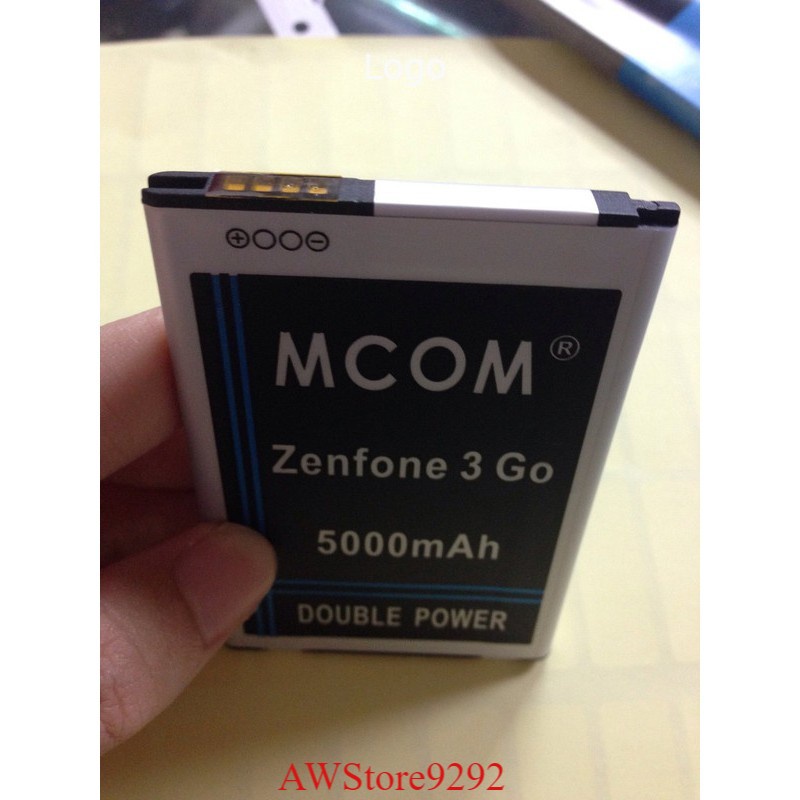 Logo
MCOM®
Zenfone 3 Go
5000mAh
DOUBLE POWER
AWStore9292